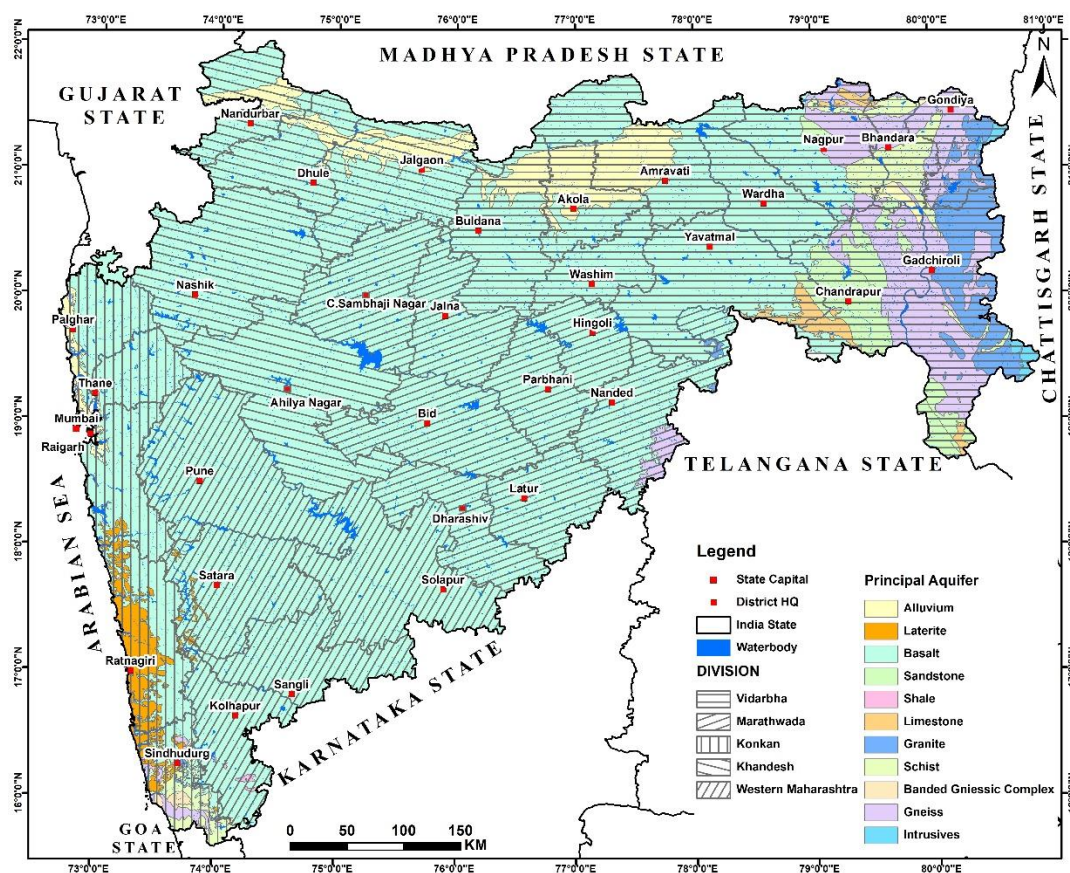 73°0'0"E 74°0'0"E 75°0'0"E 76°0'0"E 77°0'0"E 78°0'0"E 79°0'0"E 80°0'0"E 81°0'0"E
22°0'0"N
21°0'0"N
20°0'0"N
19°0'0"N
18°0'0"N
17°0'0"N
16°0'0"N
N
MADHYA PRADESH STATE
GUJARAT
STATE
CHATTISGARH STATE
TELANGANA STATE
KARNATAKA STATE
ARABIAN SEA
GOA
STATE
Nandurbar
Dhule
Jalgaon
Buldana
Akola
Amravati
Wardha
Nagpur
Bhandara
Gondiya
Yavatmal
Washim
Gadchiroli
Chandrapur
Nashik
C.Sambhaji Nagar
Jalna
Hingoli
Palghar
Thane
Mumbai
Raigarh
Ahilya Nagar
Bid
Parbhani
Nanded
Pune
Latur
Dharashiv
Satara
Solapur
Ratnagiri
Sangli
Kolhapur
Sindhudurg
Legend
State Capital
District HQ
India State
Waterbody
DIVISION
Vidarbha
Marathwada
Konkan
Khandesh
Western Maharashtra
Principal Aquifer
Alluvium
Laterite
Basalt
Sandstone
Shale
Limestone
Granite
Schist
Banded Gniessic Complex
Gneiss
Intrusives
0 50 100 150
KM
73°0'0"E 74°0'0"E 75°0'0"E 76°0'0"E 77°0'0"E 78°0'0"E 79°0'0"E 80°0'0"E